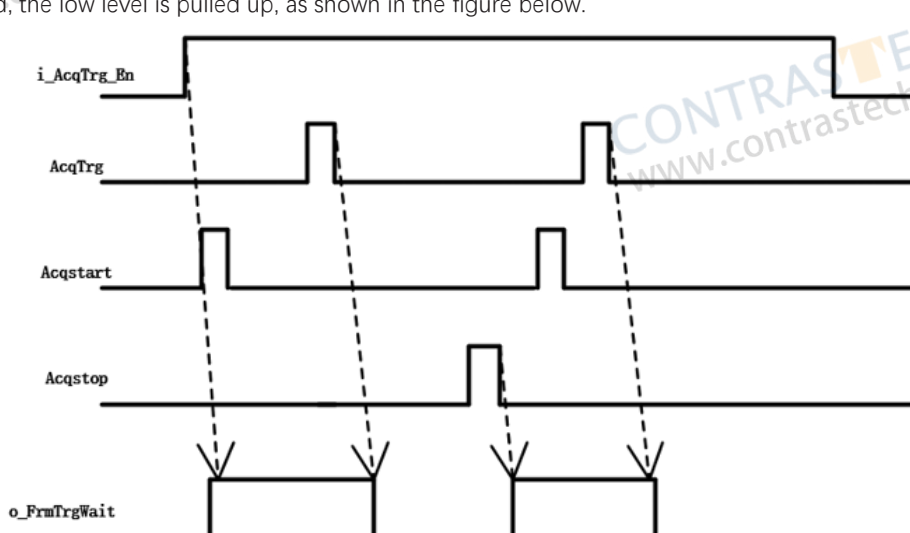 d, the low level is pulled up, as shown in the figure below.
i_AcqTrg_En
CONTRASTE
www.contrastech
AcqTrg
Acqstart
Acqstop
o_FrmTrgWait